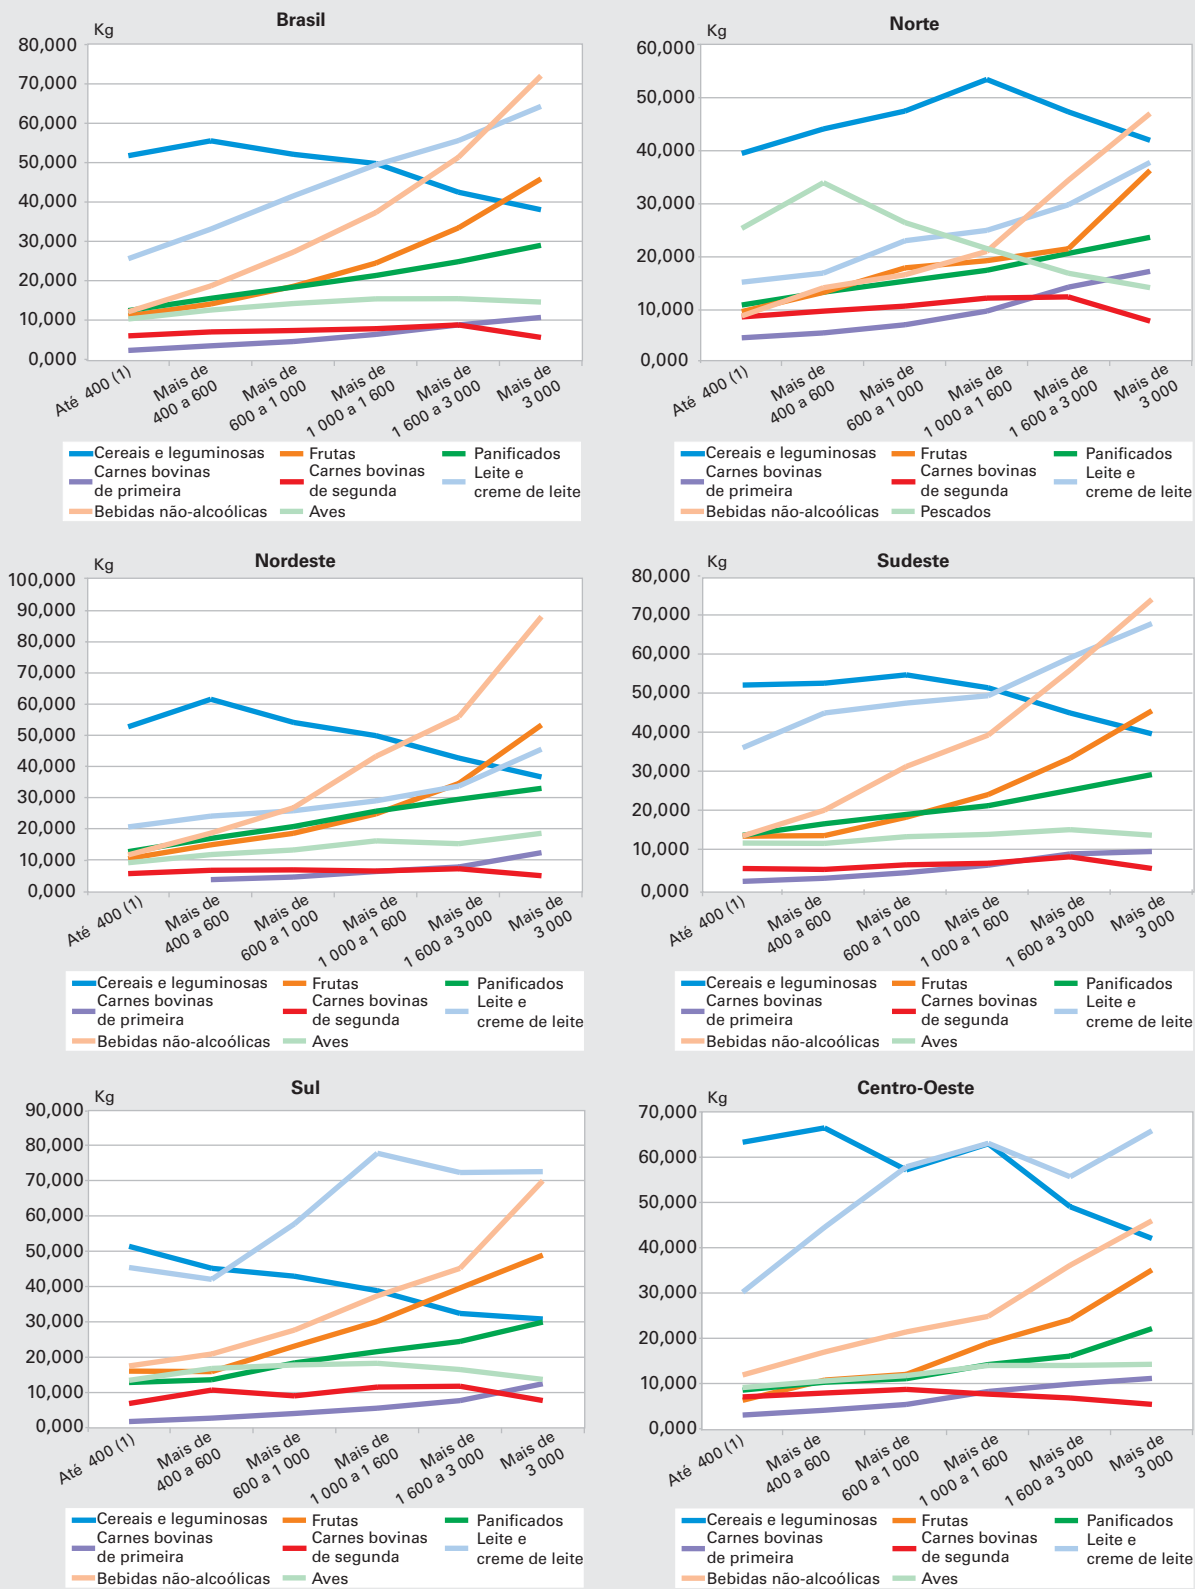 Brasil
Kg
80,000
70,000
60,000
50,000
40,000
30,000
20,000
10,000
0,000
Até 400 (1)
Mais de
400 a 600
Mais de
600 a 1 000
Mais de
1 000 a 1 600
Mais de
1 600 a 3 000
Mais de
3 000
Cereais e leguminosas
Frutas
Panificados
Carnes bovinas
de primeira
Carnes bovinas
de segunda
Leite e
creme de leite
Bebidas não-alcoólicas
Aves
Norte
Kg
60,000
50,000
40,000
30,000
20,000
10,000
0,000
Até 400 (1)
Mais de
400 a 600
Mais de
600 a 1 000
Mais de
1 000 a 1 600
Mais de
1 600 a 3 000
Mais de
3 000
Cereais e leguminosas
Frutas
Panificados
Carnes bovinas
de primeira
Carnes bovinas
de segunda
Leite e
creme de leite
Bebidas não-alcoólicas
Pescados
Nordeste
Kg
100,000
90,000
80,000
70,000
60,000
50,000
40,000
30,000
20,000
10,000
0,000
Até 400 (1)
Mais de
400 a 600
Mais de
600 a 1 000
Mais de
1 000 a 1 600
Mais de
1 600 a 3 000
Mais de
3 000
Cereais e leguminosas
Frutas
Panificados
Carnes bovinas
de primeira
Carnes bovinas
de segunda
Leite e
creme de leite
Bebidas não-alcoólicas
Aves
Sudeste
Kg
80,000
70,000
60,000
50,000
40,000
30,000
20,000
10,000
0,000
Até 400 (1)
Mais de
400 a 600
Mais de
600 a 1 000
Mais de
1 000 a 1 600
Mais de
1 600 a 3 000
Mais de
3 000
Cereais e leguminosas
Frutas
Panificados
Carnes bovinas
de primeira
Carnes bovinas
de segunda
Leite e
creme de leite
Bebidas não-alcoólicas
Aves
Sul
Kg
90,000
80,000
70,000
60,000
50,000
40,000
30,000
20,000
10,000
0,000
Até 400 (1)
Mais de
400 a 600
Mais de
600 a 1 000
Mais de
1 000 a 1 600
Mais de
1 600 a 3 000
Mais de
3 000
Cereais e leguminosas
Frutas
Panificados
Carnes bovinas
de primeira
Carnes bovinas
de segunda
Leite e
creme de leite
Bebidas não-alcoólicas
Aves
Centro-Oeste
Kg
70,000
60,000
50,000
40,000
30,000
20,000
10,000
0,000
Até 400 (1)
Mais de
400 a 600
Mais de
600 a 1 000
Mais de
1 000 a 1 600
Mais de
1 600 a 3 000
Mais de
3 000
Cereais e leguminosas
Frutas
Panificados
Carnes bovinas
de primeira
Carnes bovinas
de segunda
Leite e
creme de leite
Bebidas não-alcoólicas
Aves